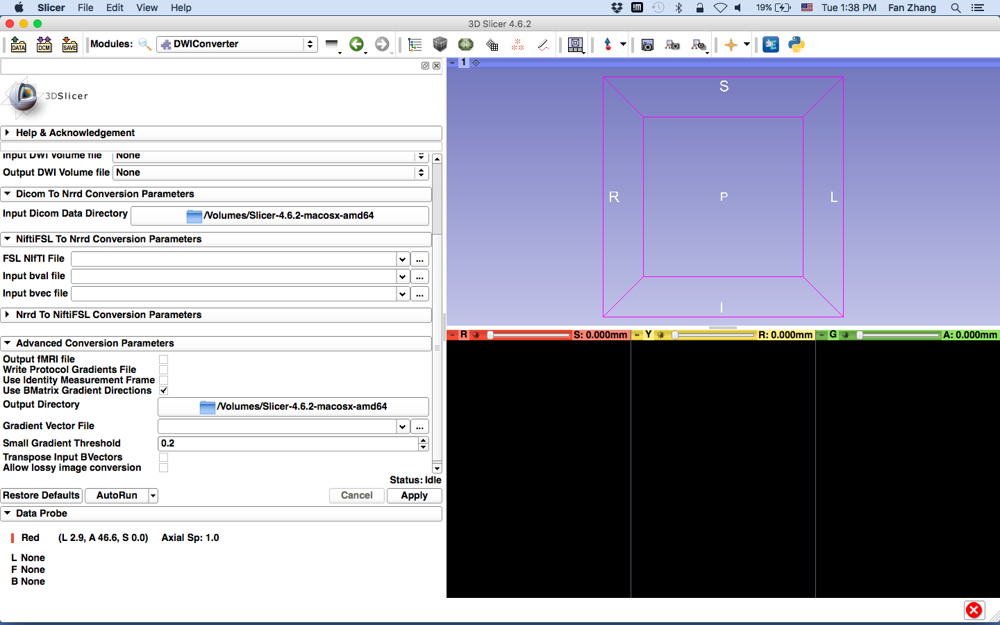 Slicer File Edit View Help 19% Tue 1:38 PM Fan Zhang
3D Slicer 4.6.2
DATA DCM SAVE Modules: DWIConverter
1
3DSlicer
Help & Acknowledgement
Input DWI Volume file None
Output DWI Volume file None
Dicom To Nrrd Conversion Parameters
Input Dicom Data Directory /Volumes/Slicer-4.6.2-macosx-amd64
NiftiFSL To Nrrd Conversion Parameters
FSL NIfTI File ...
Input bval file ...
Input bvec file ...
Nrrd To NiftiFSL Conversion Parameters
Advanced Conversion Parameters
Output fMRI file
Write Protocol Gradients File
Use Identity Measurement Frame
Use BMatrix Gradient Directions
Output Directory /Volumes/Slicer-4.6.2-macosx-amd64
Gradient Vector File ...
Small Gradient Threshold 0.2
Transpose Input BVectors
Allow lossy image conversion
Status: Idle
Restore Defaults AutoRun Cancel Apply
Data Probe
Red (L 2.9, A 46.6, S 0.0) Axial Sp: 1.0
L None
F None
B None
S
R P L
I
R S: 0.000mm Y R: 0.000mm G A: 0.000mm